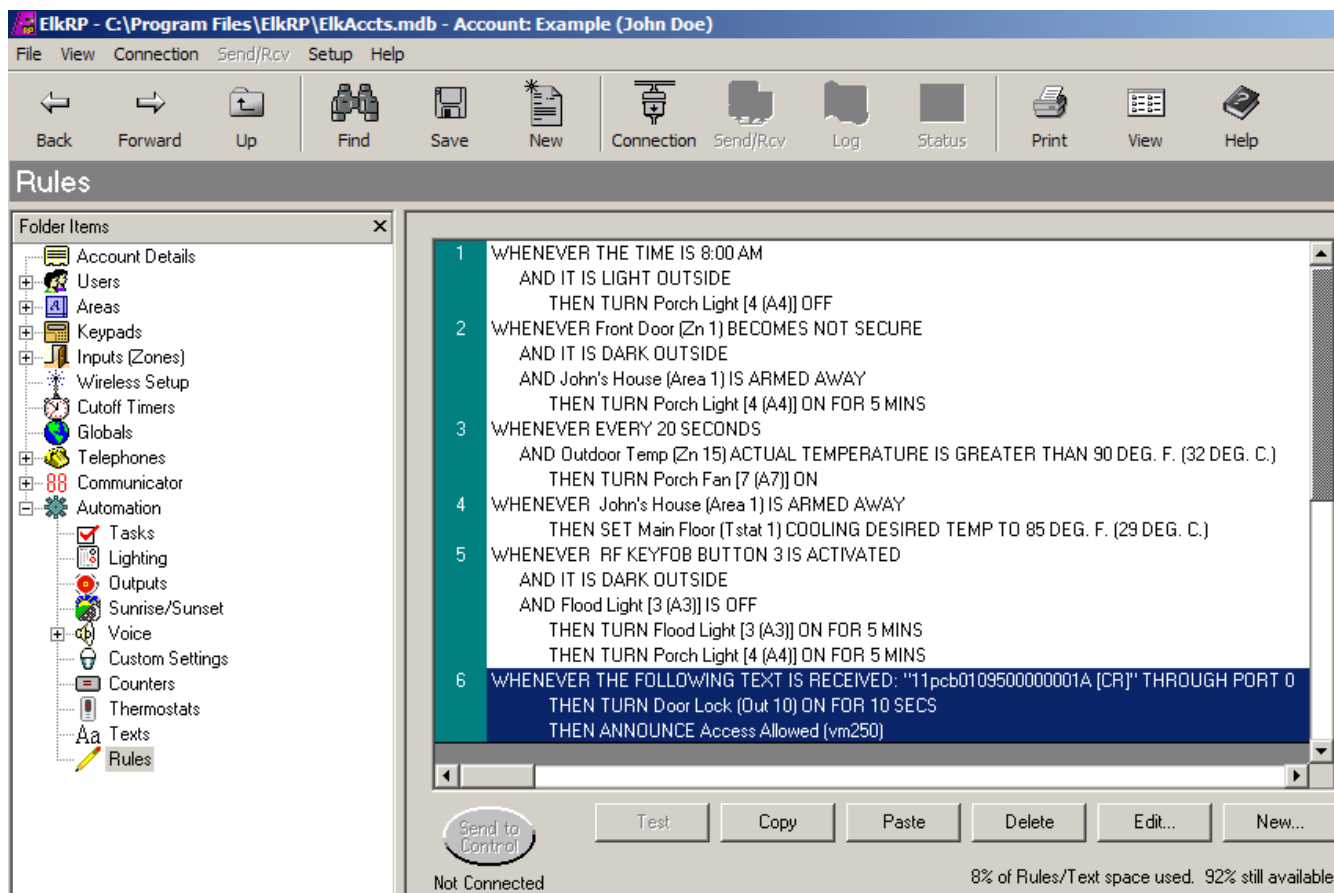 ElkRP - C:\Program Files\ElkRP\ElkAccts.mdb - Account: Example (John Doe)
File View Connection Send/Rcv Setup Help
Back Forward Up Find Save New Connection Send/Rcv Log Status Print View Help
Rules
Folder Items
Account Details
Users
Areas
Keypads
Inputs (Zones)
Wireless Setup
Cutoff Timers
Globals
Telephones
88 Communicator
Automation
Tasks
Lighting
Outputs
Sunrise/Sunset
Voice
Custom Settings
Counters
Thermostats
Aa Texts
Rules
1 WHENEVER THE TIME IS 8:00 AM
AND IT IS LIGHT OUTSIDE
THEN TURN Porch Light [4 (A4)] OFF
2 WHENEVER Front Door (Zn 1) BECOMES NOT SECURE
AND IT IS DARK OUTSIDE
AND John's House (Area 1) IS ARMED AWAY
THEN TURN Porch Light [4 (A4)] ON FOR 5 MINS
3 WHENEVER EVERY 20 SECONDS
AND Outdoor Temp (Zn 15) ACTUAL TEMPERATURE IS GREATER THAN 90 DEG. F. (32 DEG. C.)
THEN TURN Porch Fan [7 (A7)] ON
4 WHENEVER John's House (Area 1) IS ARMED AWAY
THEN SET Main Floor (Tstat 1) COOLING DESIRED TEMP TO 85 DEG. F. (29 DEG. C.)
5 WHENEVER RF KEYFOB BUTTON 3 IS ACTIVATED
AND IT IS DARK OUTSIDE
AND Flood Light [3 (A3)] IS OFF
THEN TURN Flood Light [3 (A3)] ON FOR 5 MINS
THEN TURN Porch Light [4 (A4)] ON FOR 5 MINS
6 WHENEVER THE FOLLOWING TEXT IS RECEIVED: "11pcb0109500000001A [CR]" THROUGH PORT 0
THEN TURN Door Lock (Out 10) ON FOR 10 SECS
THEN ANNOUNCE Access Allowed (vm250)
Send to Control
Test Copy Paste Delete Edit... New...
Not Connected
8% of Rules/Text space used. 92% still available